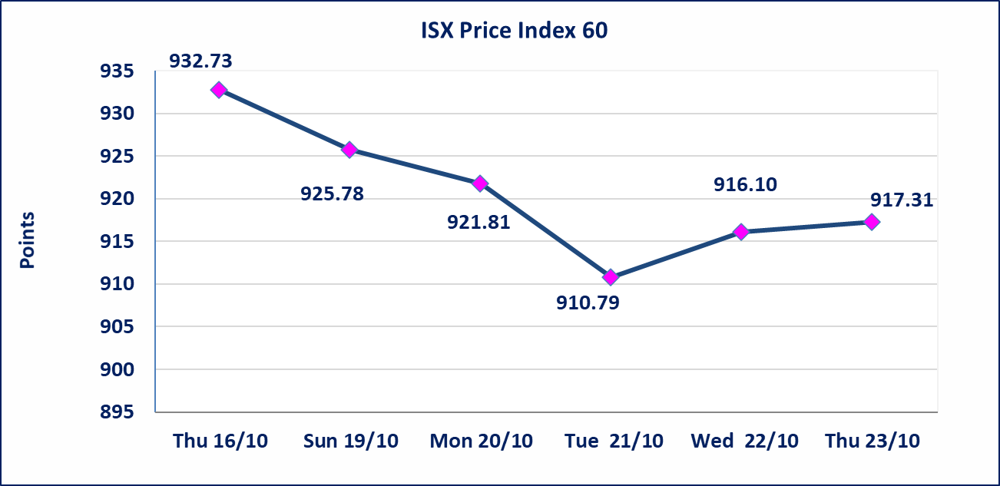 ISX Price Index 60
932.73
935
930
925
925.78
920
921.81
916.10
917.31
915
910
910.79
905
900
895
Points
Thu 16/10
Sun 19/10
Mon 20/10
Tue  21/10
Wed  22/10
Thu 23/10